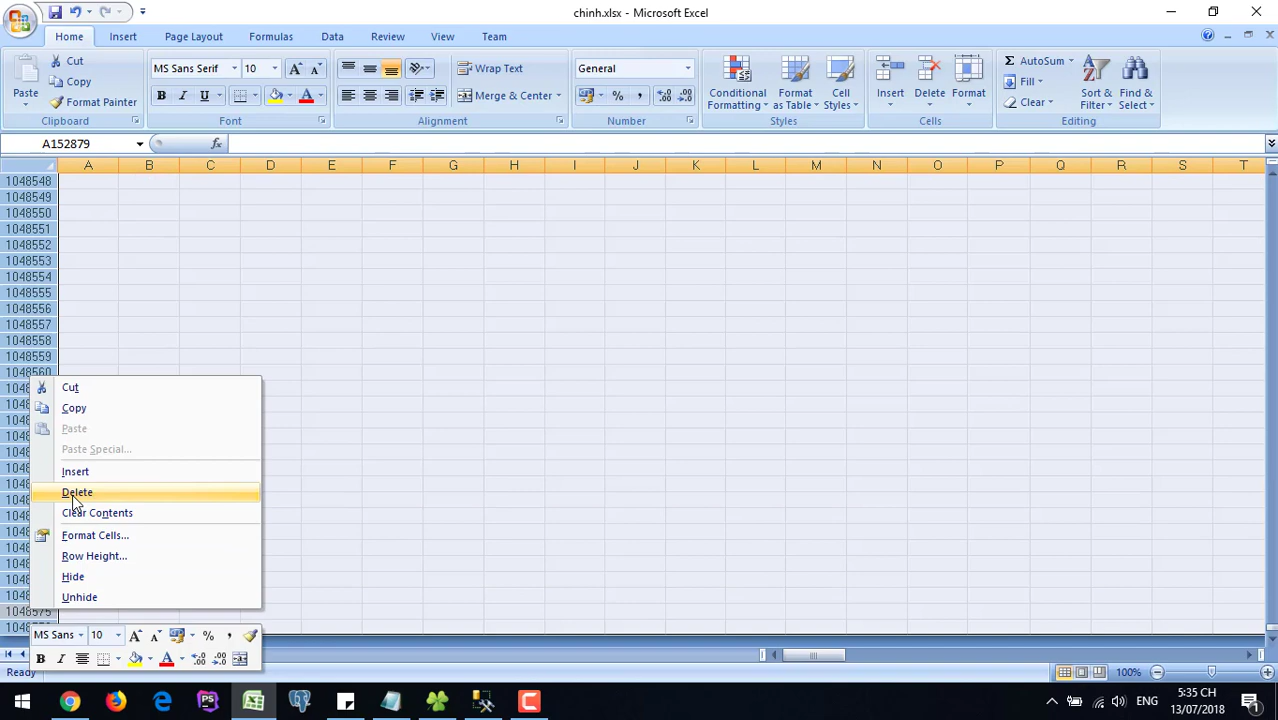 chinh.xlsx - Microsoft Excel
Home Insert Page Layout Formulas Data Review View Team
Paste Cut Copy Format Painter
MS Sans Serif 10
B I U
Wrap Text
Merge & Center
General
% ,
Conditional Formatting
Format as Table
Cell Styles
Insert Delete Format
Σ AutoSum
Fill
Clear
Sort & Filter
Find & Select
Clipboard Font Alignment Number Styles Cells Editing
A152879 fx
A B C D E F G H I J K L M N O P Q R S T
1048548
1048549
1048550
1048551
1048552
1048553
1048554
1048555
1048556
1048557
1048558
1048559
1048560
Cut
Copy
Paste
Paste Special...
Insert
Delete
Clear Contents
Format Cells...
Row Height...
Hide
Unhide
1048575
MS Sans 10 A A % ,
B I A
Ready 100%
PS ENG 5:35 CH
13/07/2018 1